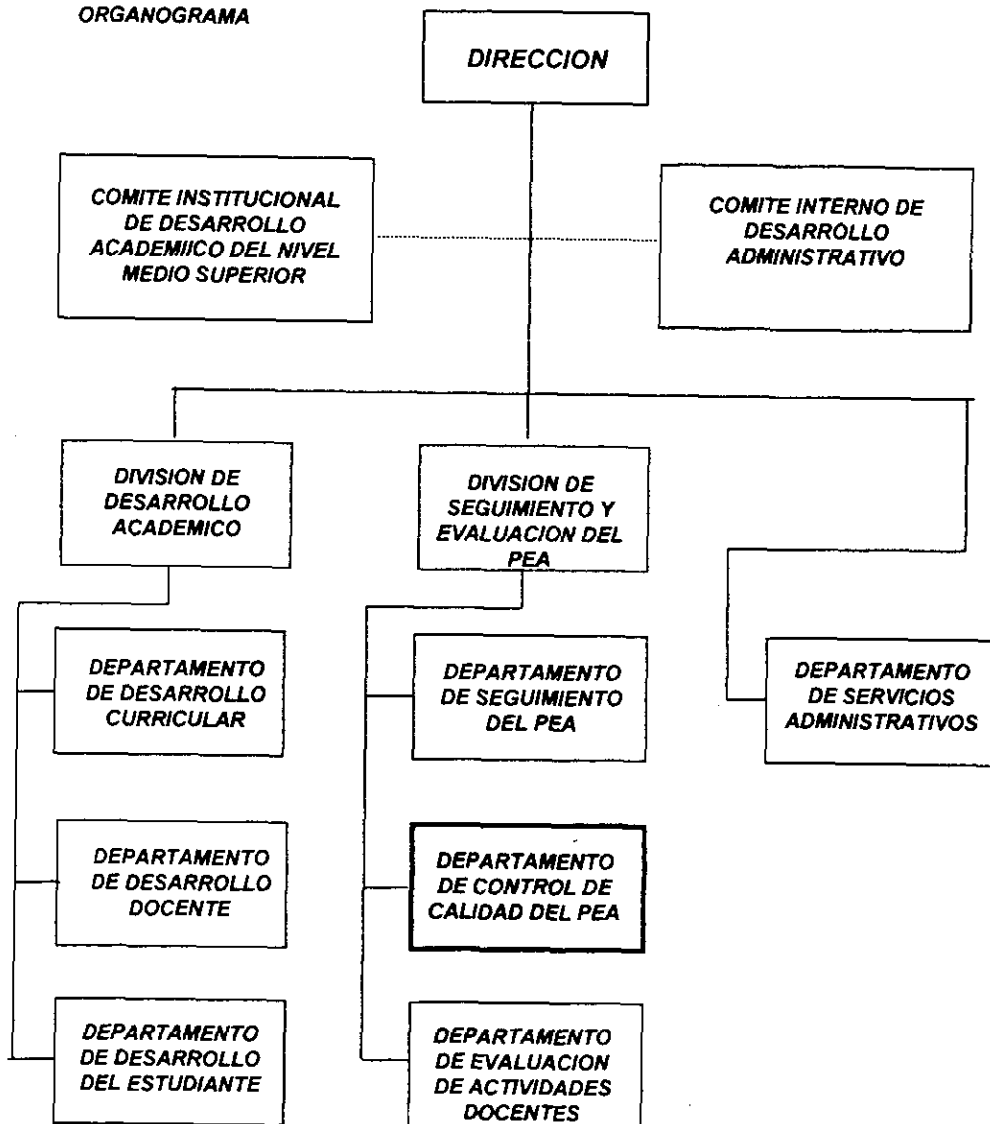 ORGANOGRAMA
DIRECCION
COMITE INSTITUCIONAL
DE DESARROLLO
ACADEMIICO DEL NIVEL
MEDIO SUPERIOR
COMITE INTERNO DE
DESARROLLO
ADMINISTRATIVO
DIVISION DE
DESARROLLO
ACADEMICO
DIVISION DE
SEGUIMIENTO Y
EVALUACION DEL
PEA
DEPARTAMENTO
DE DESARROLLO
CURRICULAR
DEPARTAMENTO
DE SEGUIMIENTO
DEL PEA
DEPARTAMENTO
DE SERVICIOS
ADMINISTRATIVOS
DEPARTAMENTO
DE DESARROLLO
DOCENTE
DEPARTAMENTO
DE CONTROL DE
CALIDAD DEL PEA
DEPARTAMENTO
DE DESARROLLO
DEL ESTUDIANTE
DEPARTAMENTO
DE EVALUACION
DE ACTIVIDADES
DOCENTES